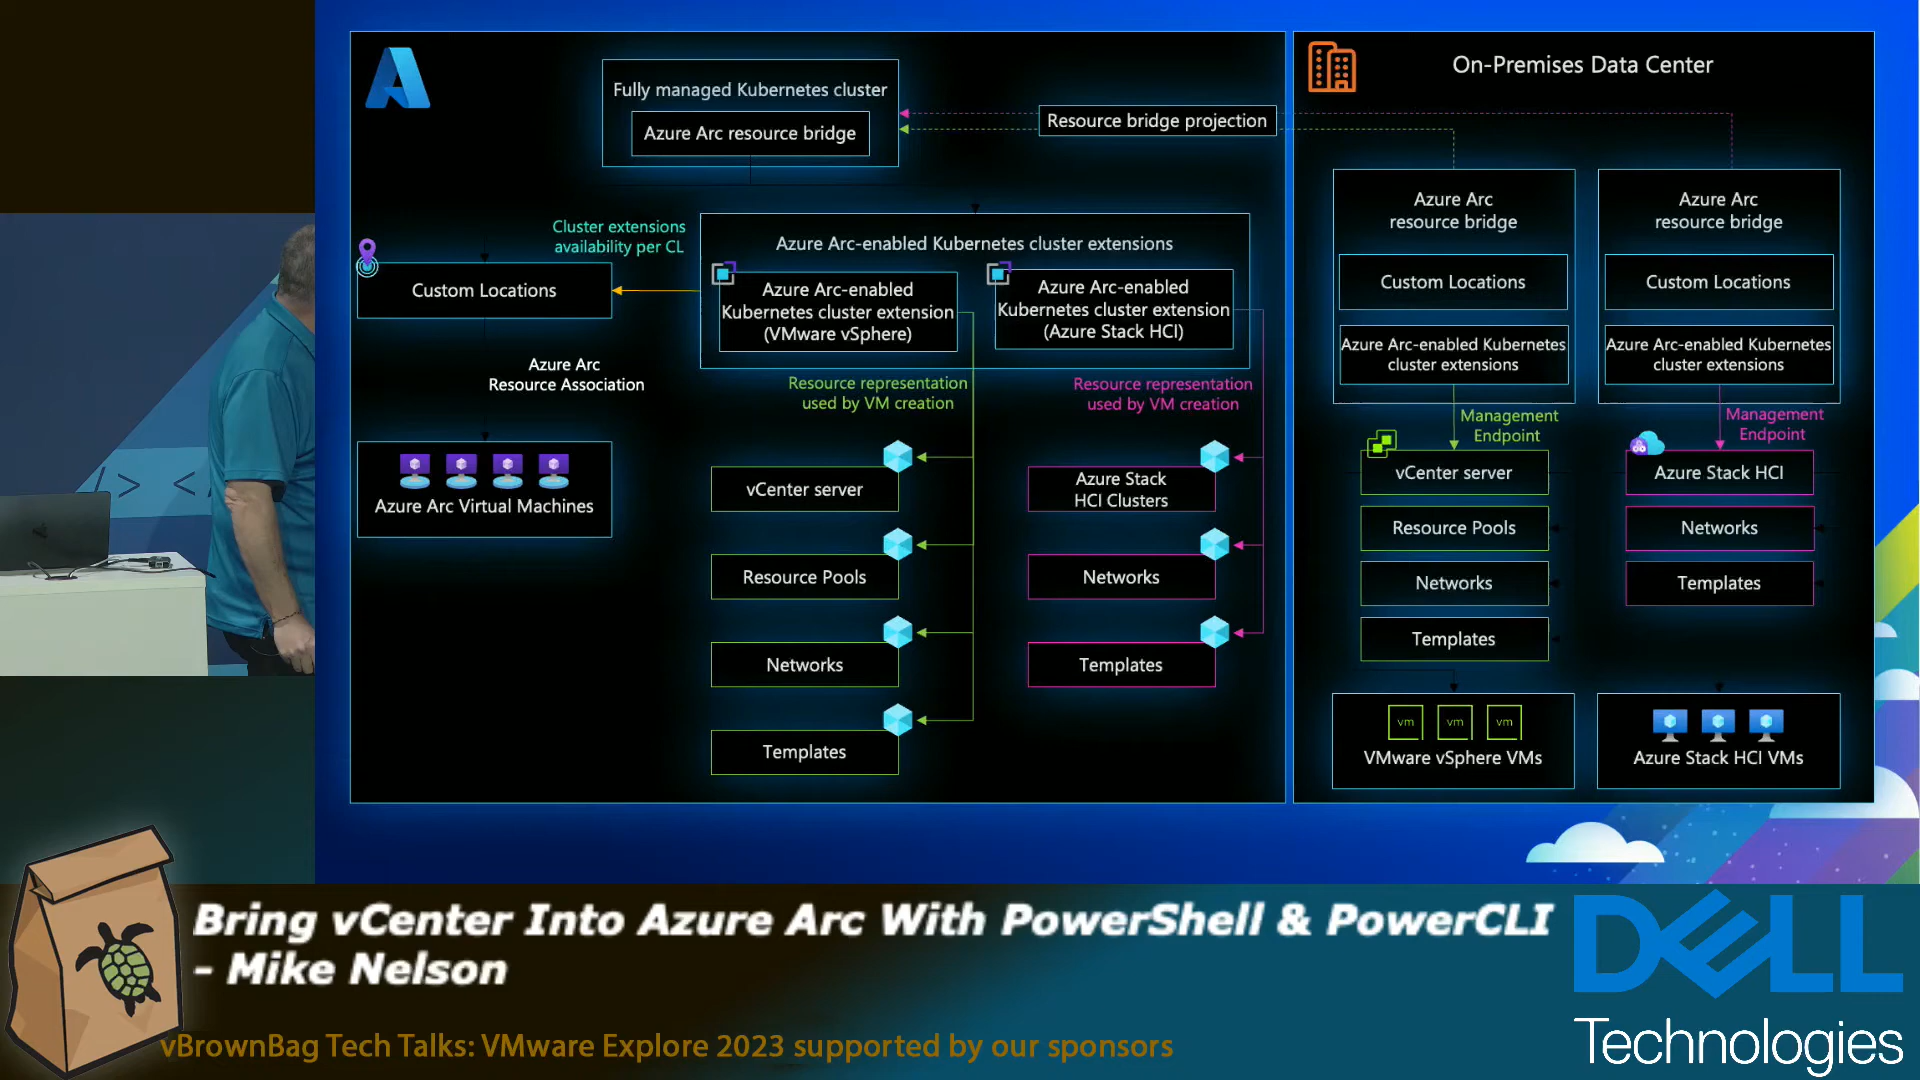 Fully managed Kubernetes cluster
Azure Arc resource bridge
Resource bridge projection
Cluster extensions
availability per CL
Custom Locations
Azure Arc
Resource Association
Azure Arc Virtual Machines
Azure Arc-enabled Kubernetes cluster extensions
Azure Arc-enabled
Kubernetes cluster extension
(VMware vSphere)
Azure Arc-enabled
Kubernetes cluster extension
(Azure Stack HCI)
Resource representation
used by VM creation
vCenter server
Resource Pools
Networks
Templates
Resource representation
used by VM creation
Azure Stack
HCI Clusters
Networks
Templates
On-Premises Data Center
Azure Arc
resource bridge
Custom Locations
Azure Arc-enabled Kubernetes
cluster extensions
Management
Endpoint
vCenter server
Resource Pools
Networks
Templates
vm vm vm
VMware vSphere VMs
Azure Arc
resource bridge
Custom Locations
Azure Arc-enabled Kubernetes
cluster extensions
Management
Endpoint
Azure Stack HCI
Networks
Templates
Azure Stack HCI VMs
Bring vCenter Into Azure Arc With PowerShell & PowerCLI
- Mike Nelson
vBrownBag Tech Talks: VMware Explore 2023 supported by our sponsors
DELL
Technologies